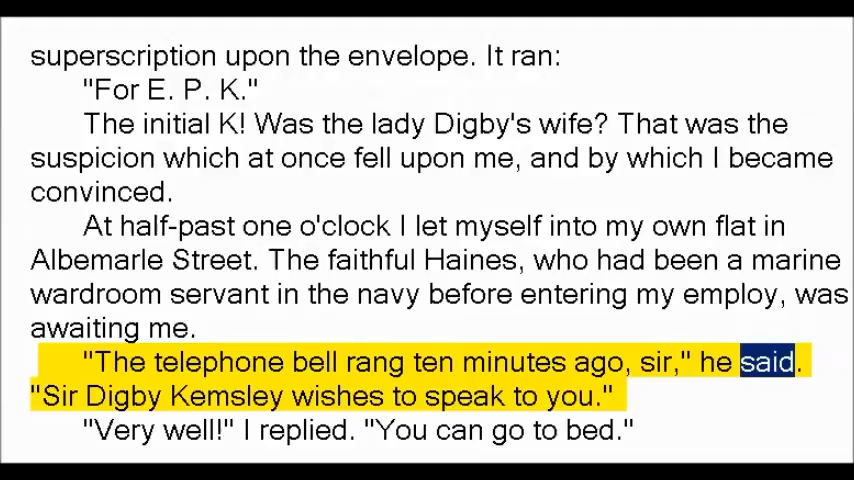 superscription upon the envelope. It ran:
"For E. P. K."
The initial K! Was the lady Digby's wife? That was the
suspicion which at once fell upon me, and by which I became
convinced.
At half-past one o'clock I let myself into my own flat in
Albemarle Street. The faithful Haines, who had been a marine
wardroom servant in the navy before entering my employ, was
awaiting me.
"The telephone bell rang ten minutes ago, sir," he said.
"Sir Digby Kemsley wishes to speak to you."
"Very well!" I replied. "You can go to bed."